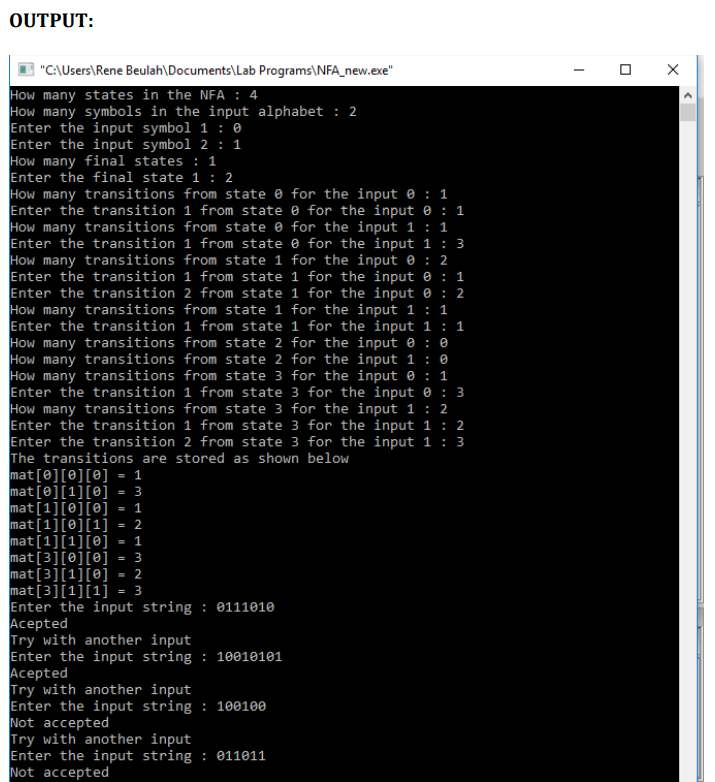 OUTPUT:
"C:\Users\Rene Beulah\Documents\Lab Programs\NFA_new.exe"
How many states in the NFA : 4
How many symbols in the input alphabet : 2
Enter the input symbol 1 : 0
Enter the input symbol 2 : 1
How many final states : 1
Enter the final state 1 : 2
How many transitions from state 0 for the input 0 : 1
Enter the transition 1 from state 0 for the input 0 : 1
How many transitions from state 0 for the input 1 : 1
Enter the transition 1 from state 0 for the input 1 : 3
How many transitions from state 1 for the input 0 : 2
Enter the transition 1 from state 1 for the input 0 : 1
Enter the transition 2 from state 1 for the input 0 : 2
How many transitions from state 1 for the input 1 : 1
Enter the transition 1 from state 1 for the input 1 : 1
How many transitions from state 2 for the input 0 : 0
How many transitions from state 2 for the input 1 : 0
How many transitions from state 3 for the input 0 : 1
Enter the transition 1 from state 3 for the input 0 : 3
How many transitions from state 3 for the input 1 : 2
Enter the transition 1 from state 3 for the input 1 : 2
Enter the transition 2 from state 3 for the input 1 : 3
The transitions are stored as shown below
mat[0][0][0] = 1
mat[0][1][0] = 3
mat[1][0][0] = 1
mat[1][0][1] = 2
mat[1][1][0] = 1
mat[3][0][0] = 3
mat[3][1][0] = 2
mat[3][1][1] = 3
Enter the input string : 0111010
Acepted
Try with another input
Enter the input string : 10010101
Acepted
Try with another input
Enter the input string : 100100
Not accepted
Try with another input
Enter the input string : 011011
Not accepted